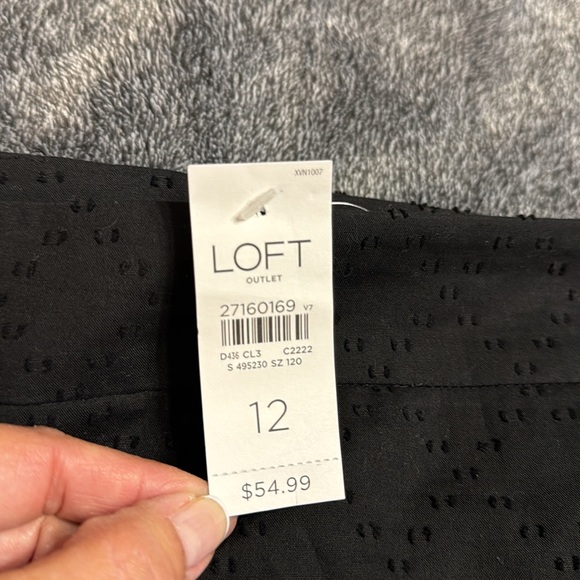 XVN1007
LOFT
OUTLET
27160169 V7
D436 CL3 C2222
S 495230 SZ 120
12
$54.99